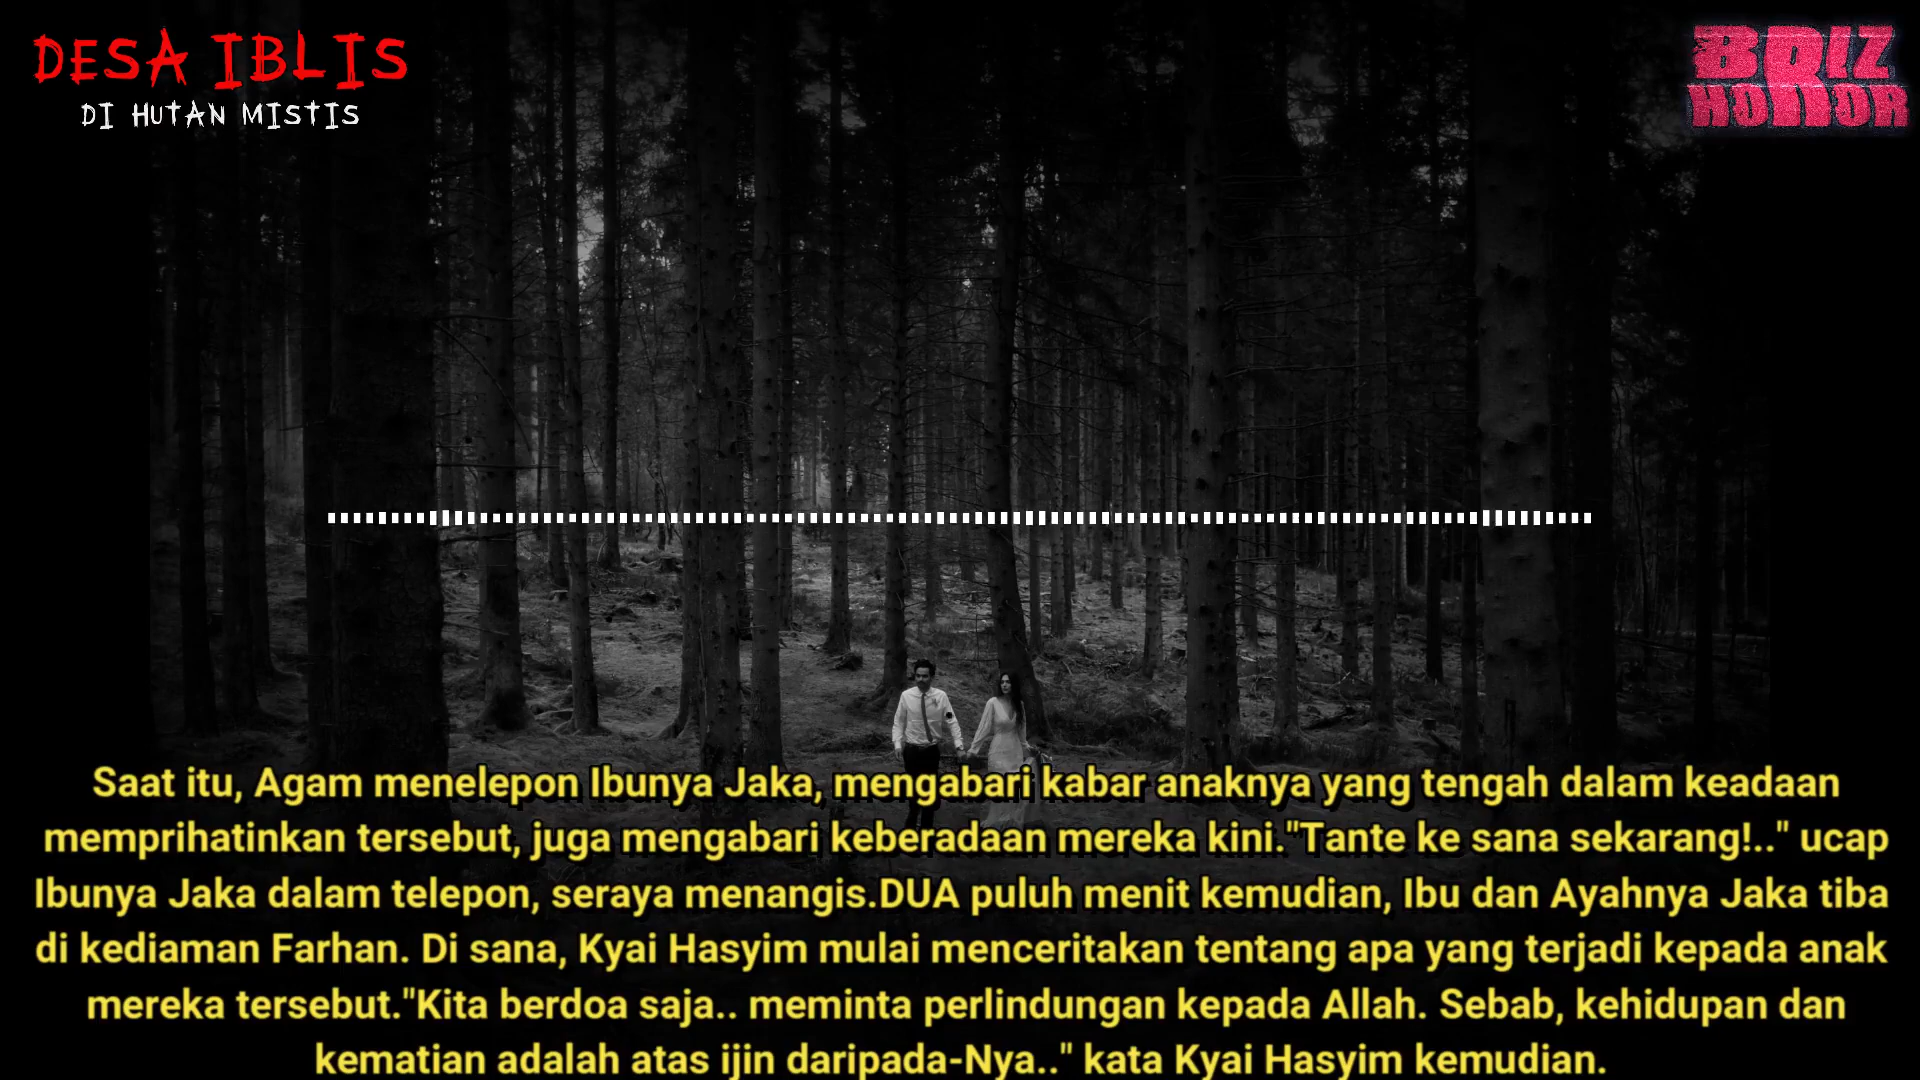 DESA IBLIS
DI HUTAN MISTIS
BRIZ
HORROR
Saat itu, Agam menelepon Ibunya Jaka, mengabari kabar anaknya yang tengah dalam keadaan
memprihatinkan tersebut, juga mengabari keberadaan mereka kini."Tante ke sana sekarang!.." ucap
Ibunya Jaka dalam telepon, seraya menangis.DUA puluh menit kemudian, Ibu dan Ayahnya Jaka tiba
di kediaman Farhan. Di sana, Kyai Hasyim mulai menceritakan tentang apa yang terjadi kepada anak
mereka tersebut."Kita berdoa saja.. meminta perlindungan kepada Allah. Sebab, kehidupan dan
kematian adalah atas ijin daripada-Nya.." kata Kyai Hasyim kemudian.